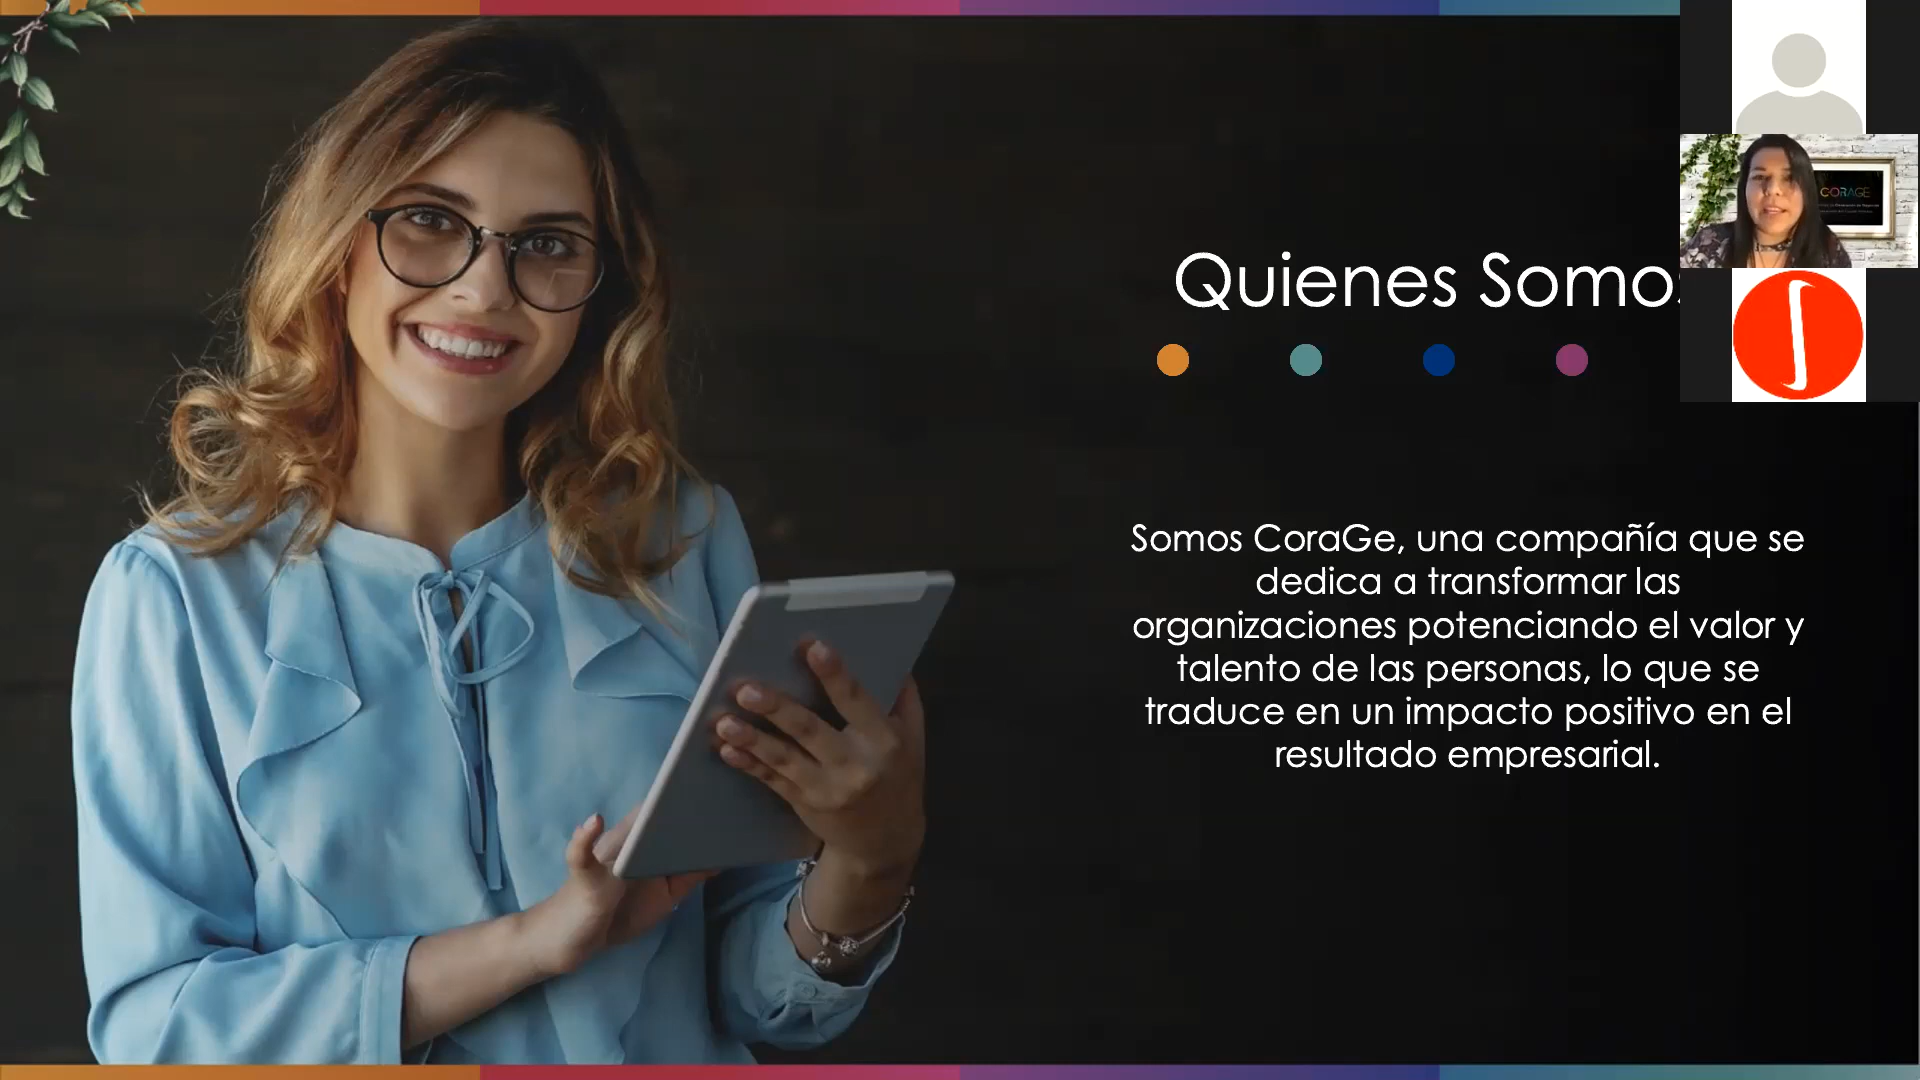 Quienes Somos
CORAGE
Somos CoraGe, una compañía que se
dedica a transformar las
organizaciones potenciando el valor y
talento de las personas, lo que se
traduce en un impacto positivo en el
resultado empresarial.